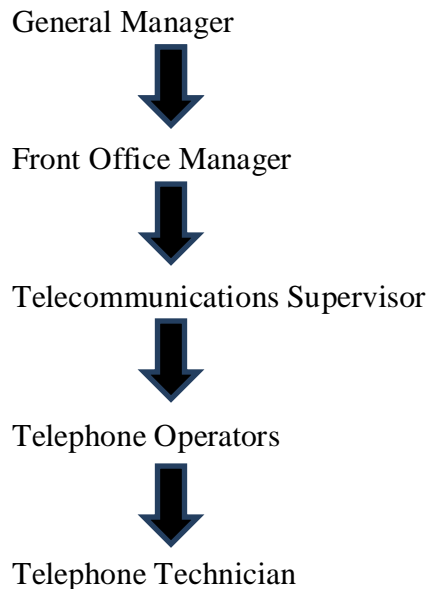 General Manager
Front Office Manager
Telecommunications Supervisor
Telephone Operators
Telephone Technician